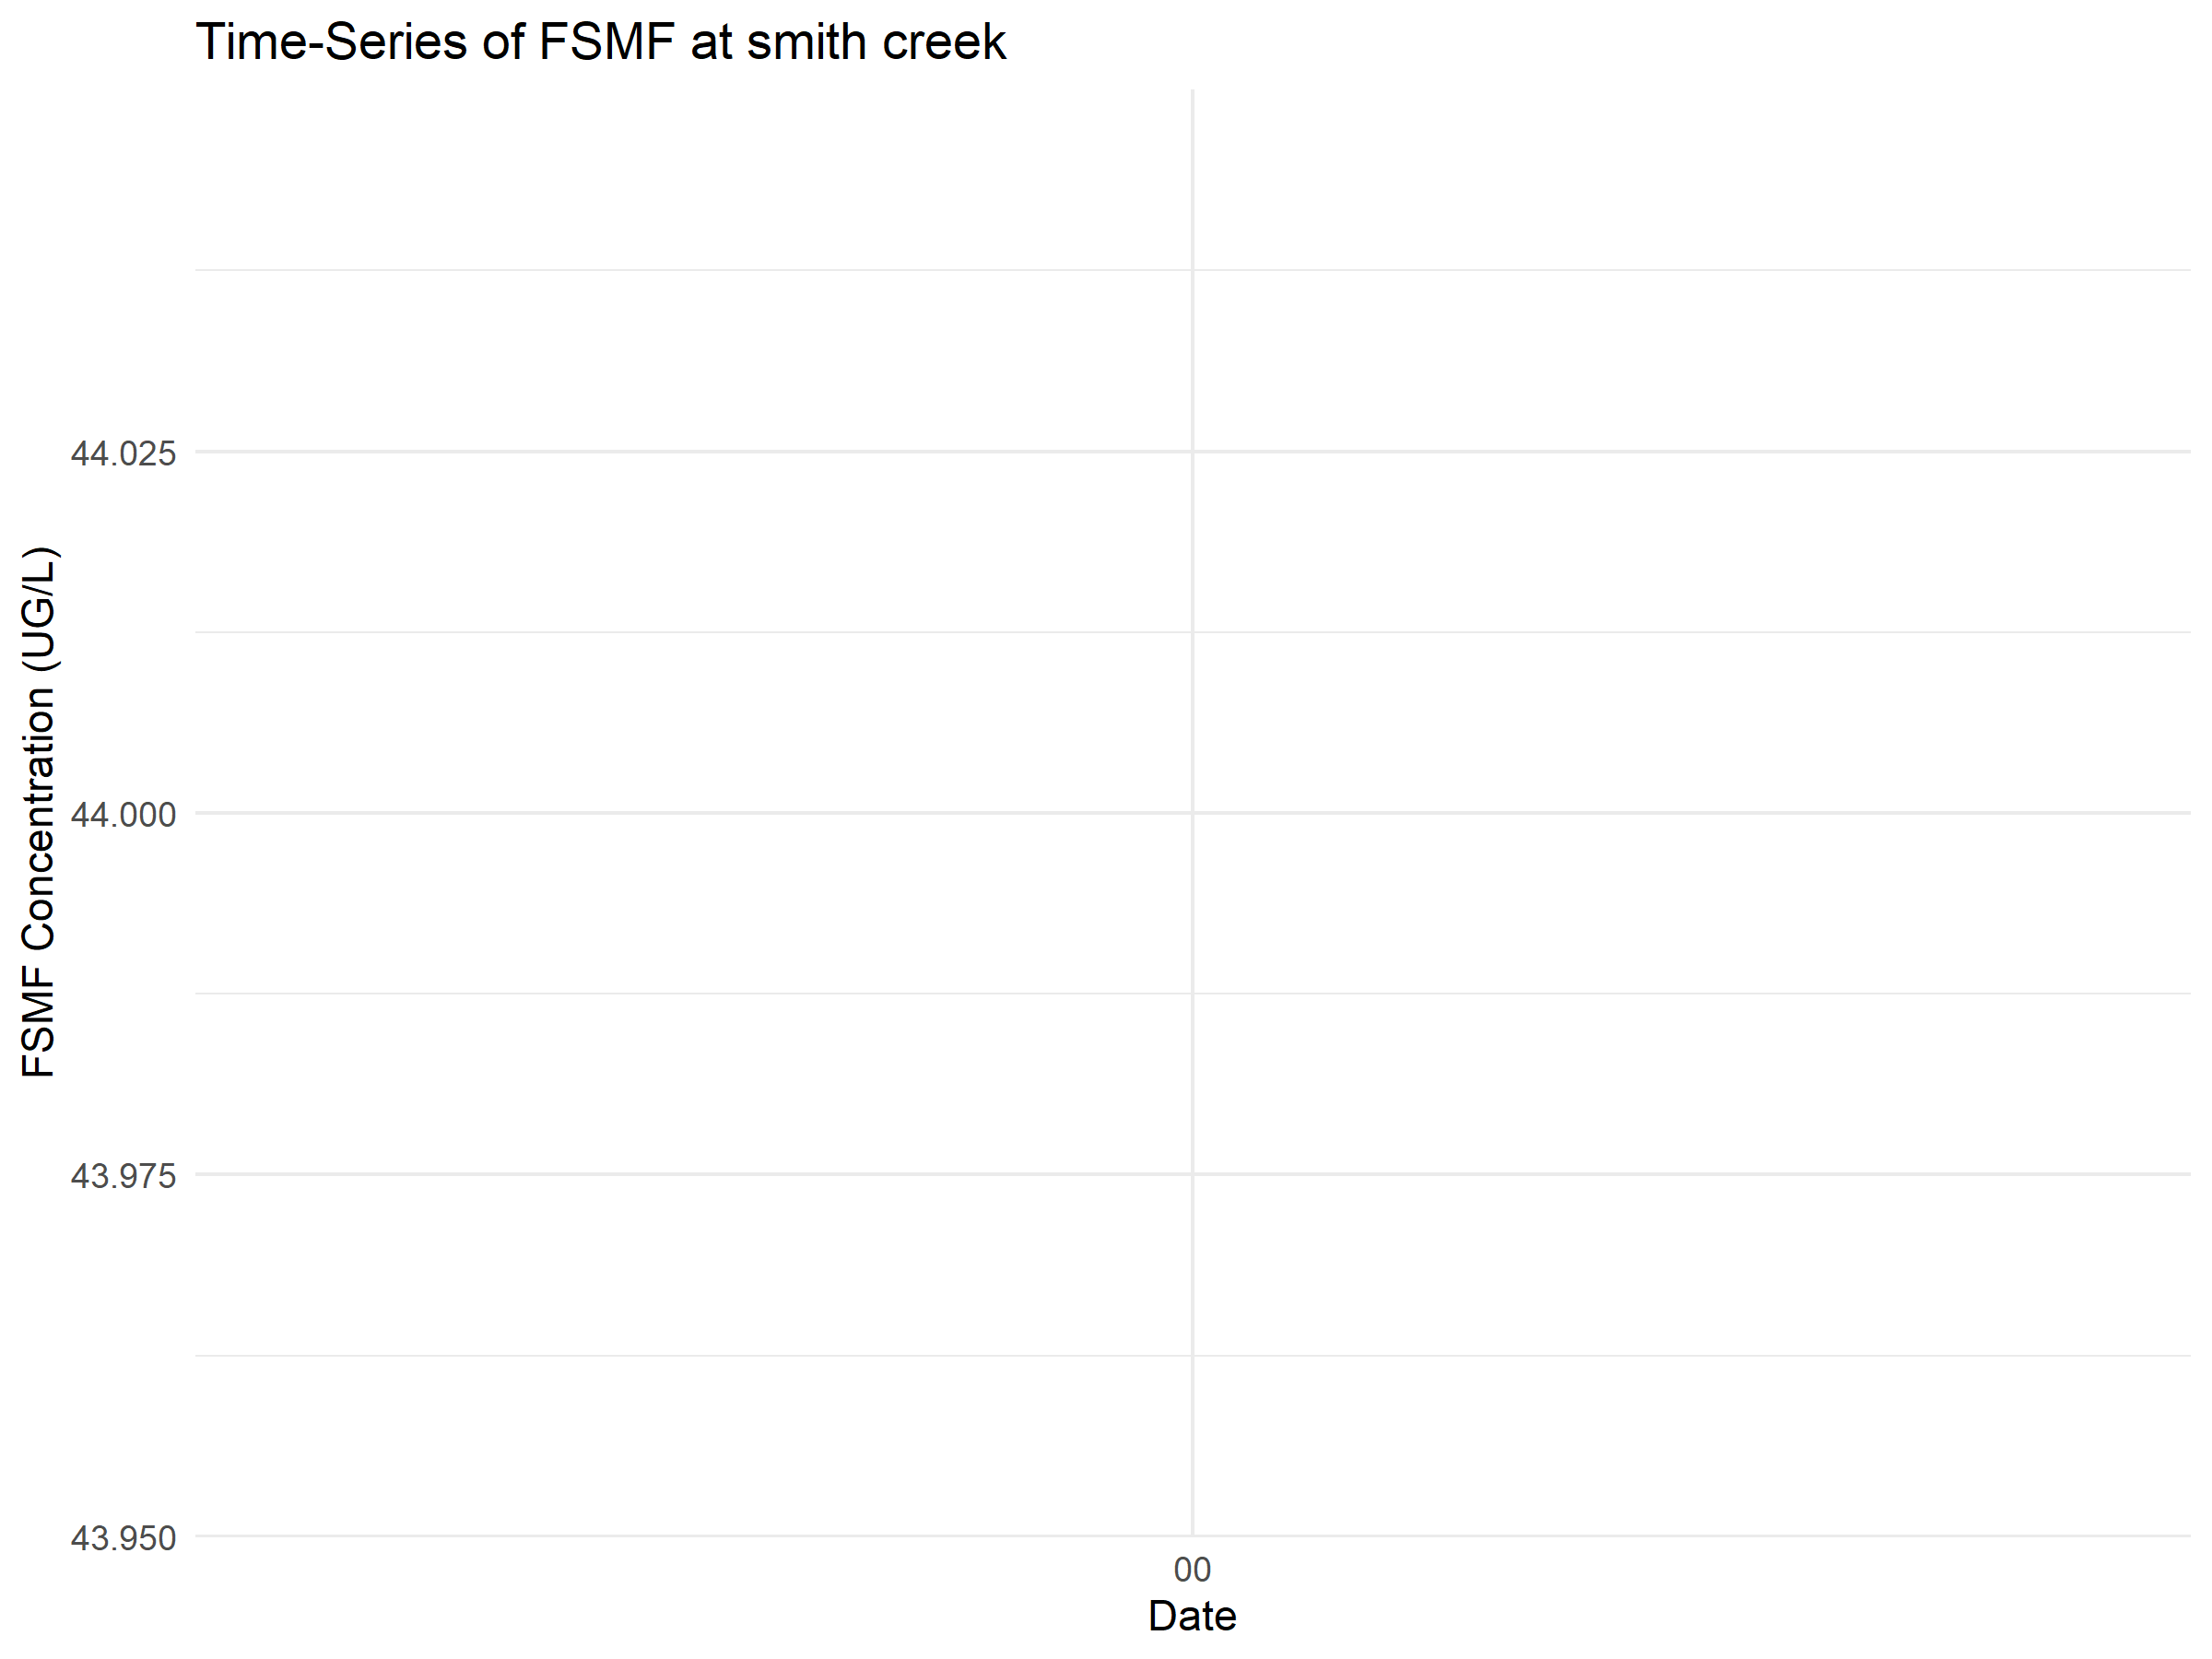 Time-Series of FSMF at smith creek
FSMF Concentration (UG/L)
44.025
44.000
43.975
43.950
00
Date